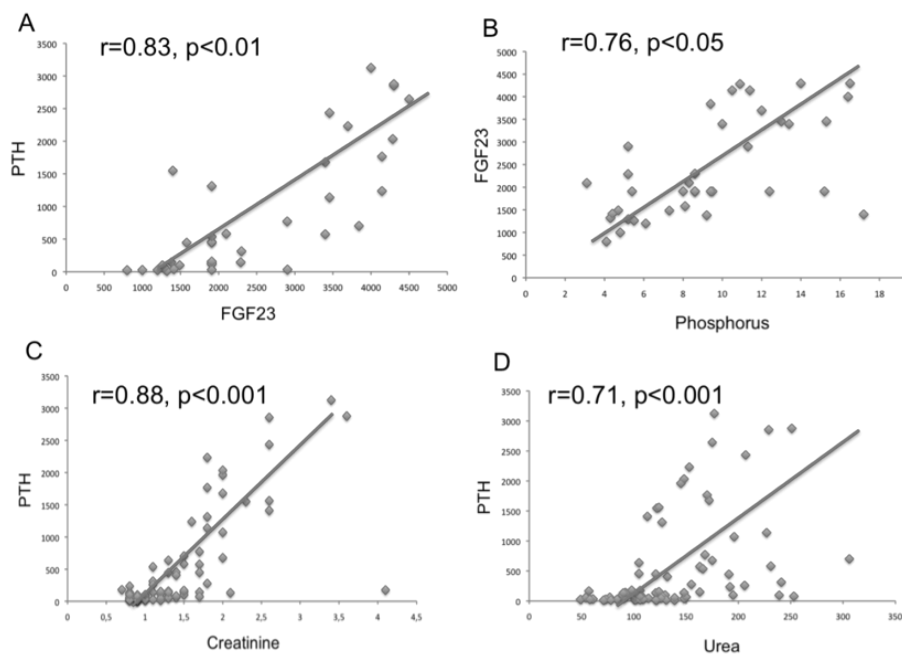 A
r=0.83, p<0.01
PTH
3500
3000
2500
2000
1500
1000
500
0
0 500 1000 1500 2000 2500 3000 3500 4000 4500 5000
FGF23
B
r=0.76, p<0.05
FGF23
5000
4500
4000
3500
3000
2500
2000
1500
1000
500
0
0 2 4 6 8 10 12 14 16 18
Phosphorus
C
r=0.88, p<0.001
PTH
3500
3000
2500
2000
1500
1000
500
0
0 0,5 1 1,5 2 2,5 3 3,5 4 4,5
Creatinine
D
r=0.71, p<0.001
PTH
3500
3000
2500
2000
1500
1000
500
0
0 50 100 150 200 250 300 350
Urea